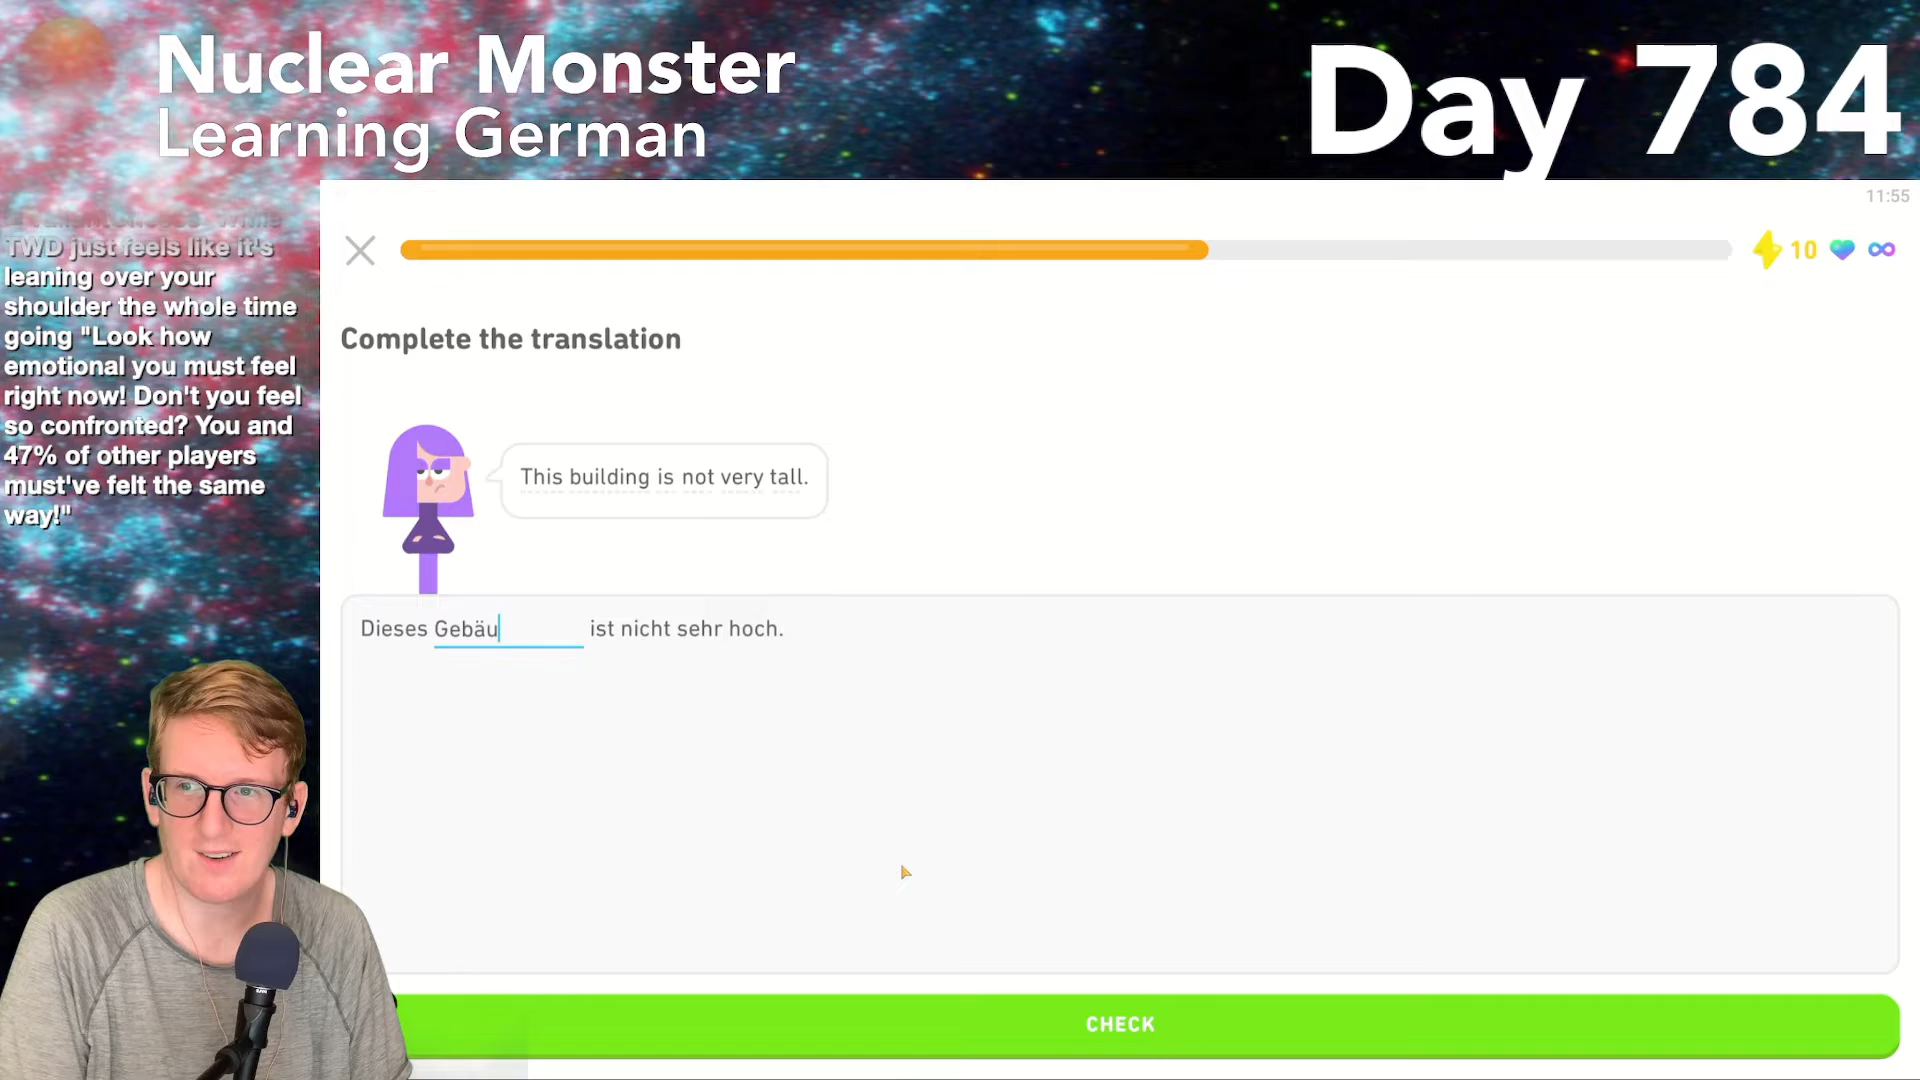 Nuclear Monster
Learning German
Day 784
11:55
TWD just feels like it's
leaning over your
shoulder the whole time
going "Look how
emotional you must feel
right now! Don't you feel
so confronted? You and
47% of other players
must've felt the same
way!"
10
Complete the translation
This building is not very tall.
Dieses Gebäu ist nicht sehr hoch.
CHECK